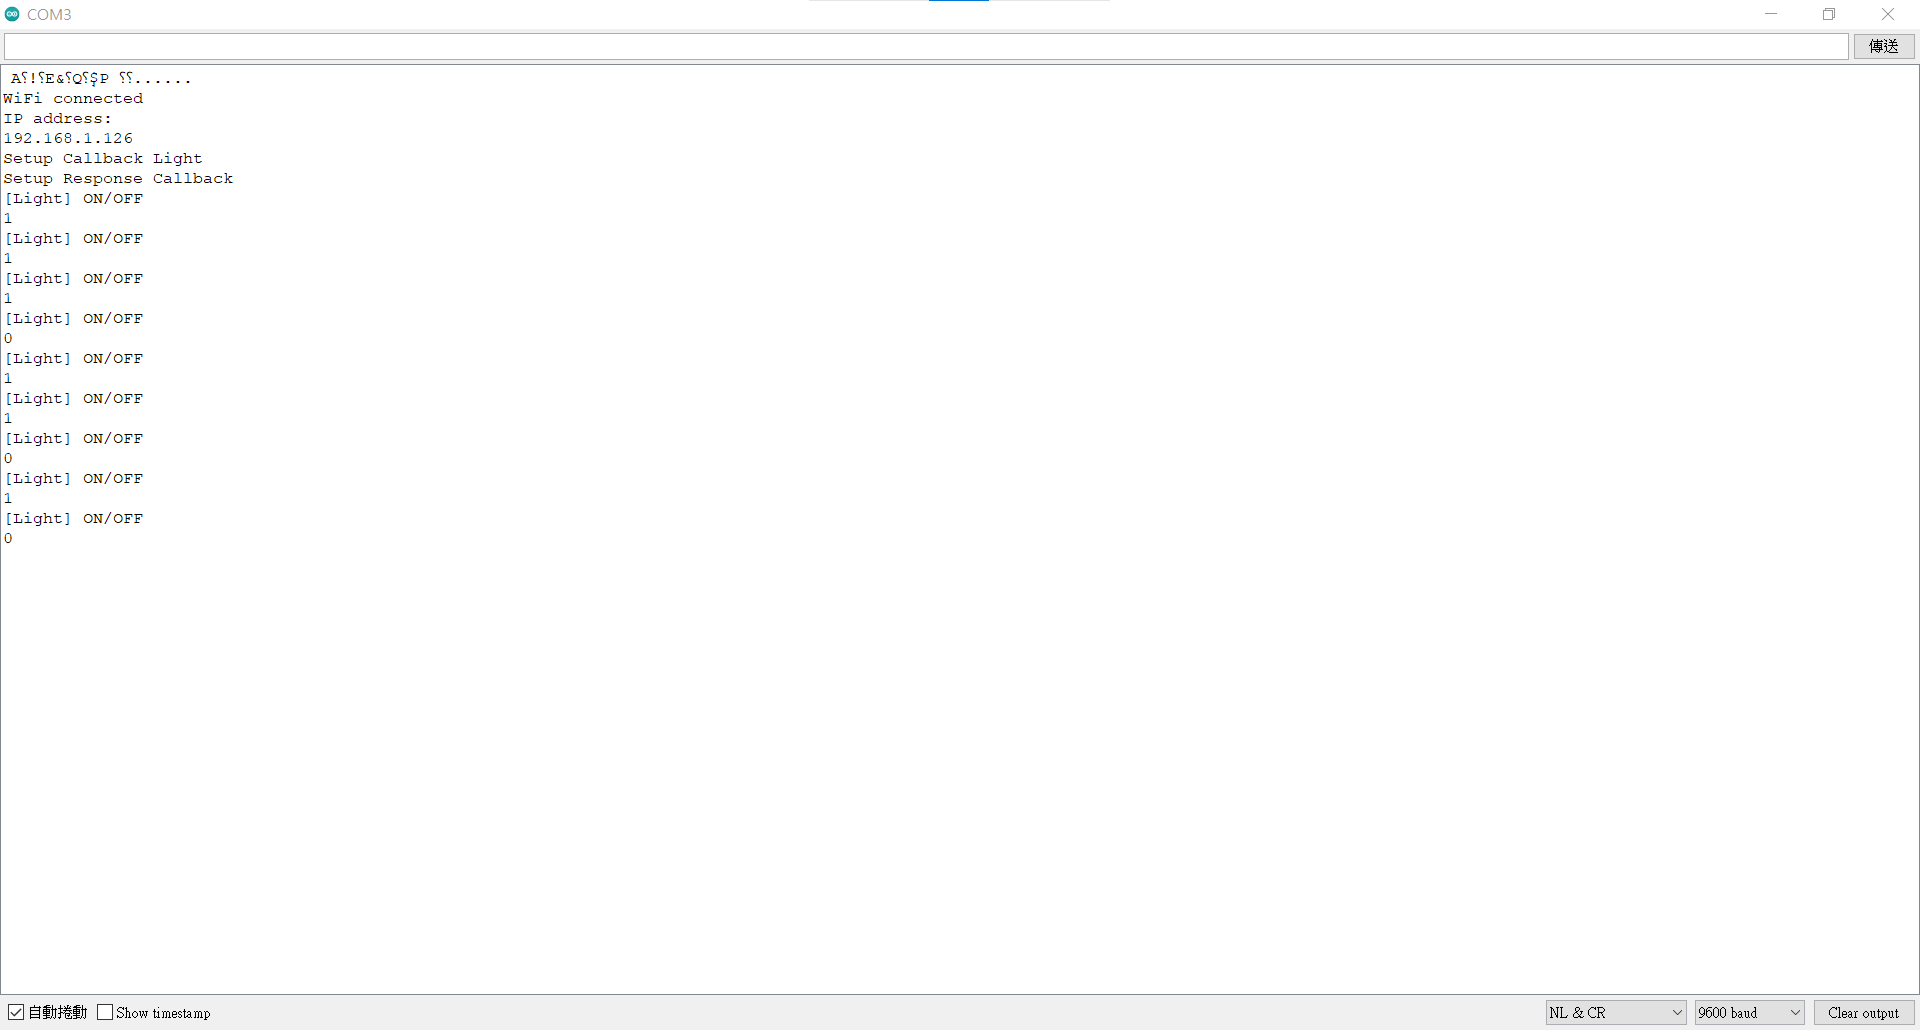 COM3
傳送
A⸮!⸮E&⸮Q⸮ŞP ⸮⸮......
WiFi connected
IP address:
192.168.1.126
Setup Callback Light
Setup Response Callback
[Light] ON/OFF
1
[Light] ON/OFF
1
[Light] ON/OFF
1
[Light] ON/OFF
0
[Light] ON/OFF
1
[Light] ON/OFF
1
[Light] ON/OFF
0
[Light] ON/OFF
1
[Light] ON/OFF
0
自動捲動 Show timestamp NL & CR 9600 baud Clear output